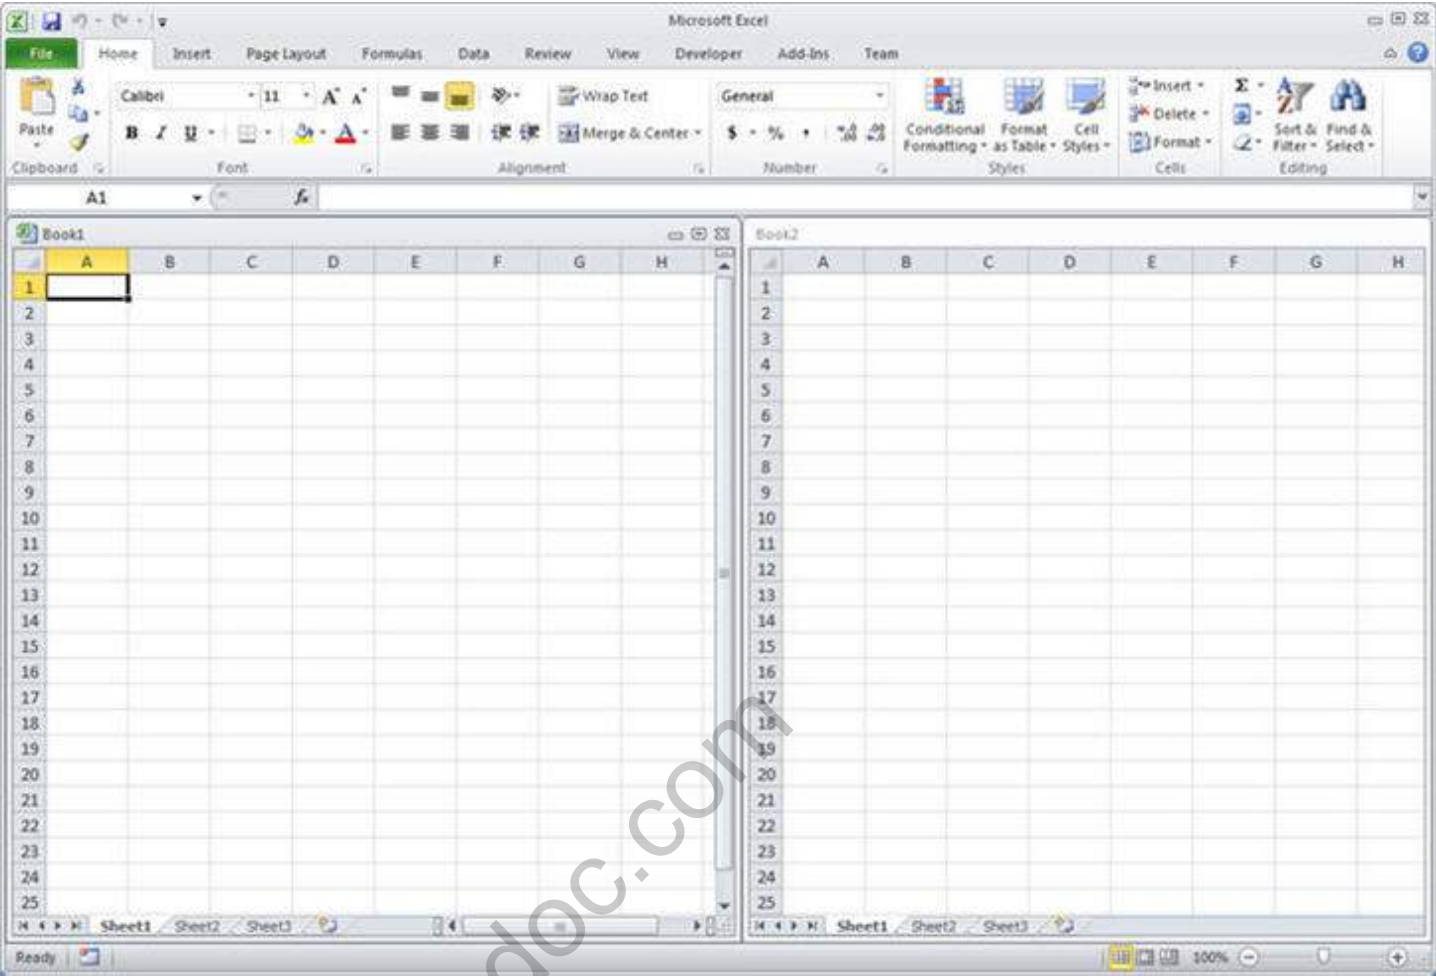 Microsoft Excel
File Home Insert Page Layout Formulas Data Review View Developer Add-Ins Team
Paste
Clipboard
Calibri 11 A A
B I U A
Font
Wrap Text
Merge & Center
Alignment
General
$ % ,
Number
Conditional Formatting
Format as Table
Cell Styles
Styles
Insert
Delete
Format
Cells
Σ
Sort & Filter
Find & Select
Editing
A1 fx
Book1
A B C D E F G H
1
2
3
4
5
6
7
8
9
10
11
12
13
14
15
16
17
18
19
20
21
22
23
24
25
Sheet1 Sheet2 Sheet3
Book2
A B C D E F G H
1
2
3
4
5
6
7
8
9
10
11
12
13
14
15
16
17
18
19
20
21
22
23
24
25
Sheet1 Sheet2 Sheet3
Ready 100%
doc.com